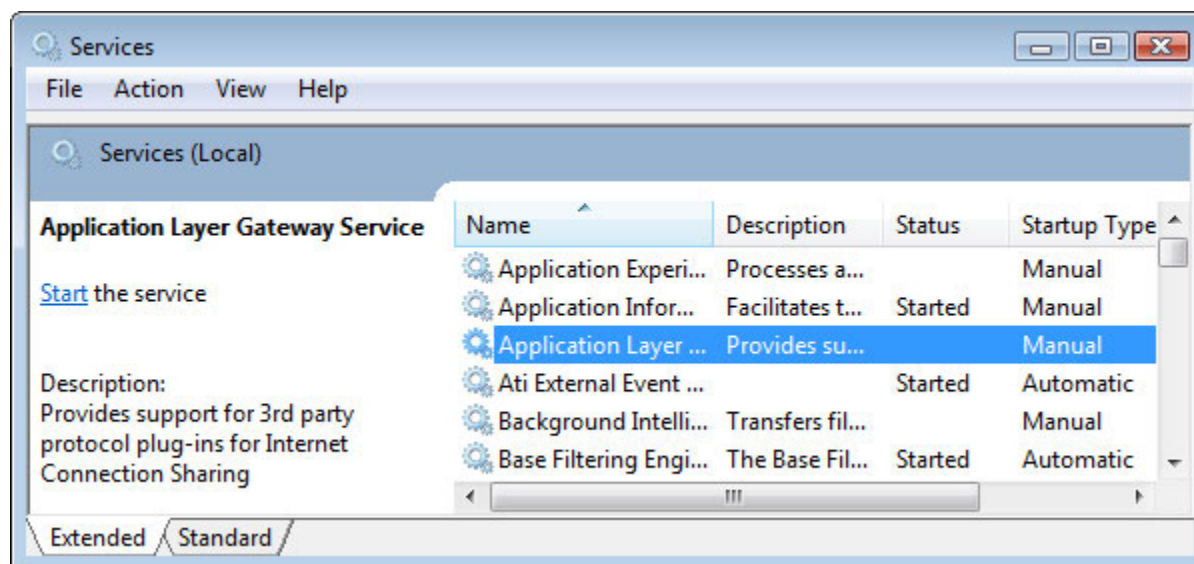 Services
File Action View Help
Services (Local)
Application Layer Gateway Service
Start the service
Description:
Provides support for 3rd party
protocol plug-ins for Internet
Connection Sharing
Name Description Status Startup Type
Application Experi... Processes a... Manual
Application Infor... Facilitates t... Started Manual
Application Layer ... Provides su... Manual
Ati External Event ... Started Automatic
Background Intelli... Transfers fil... Manual
Base Filtering Engi... The Base Fil... Started Automatic
Extended Standard